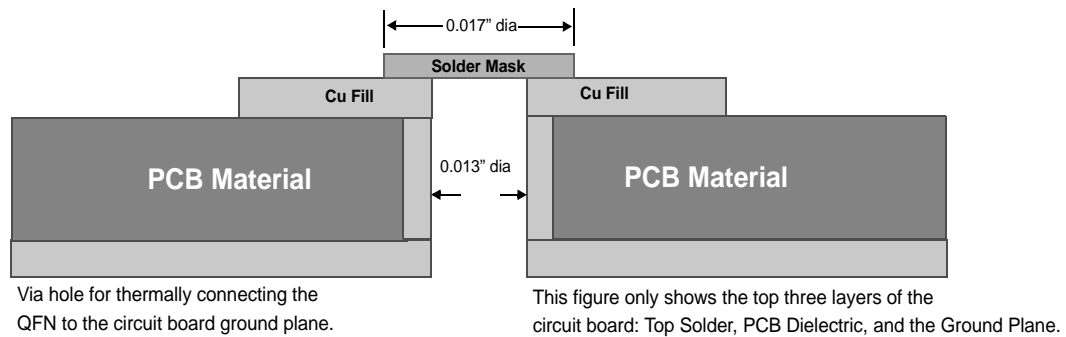 0.017” dia
Solder Mask
Cu Fill
Cu Fill
0.013” dia
PCB Material
PCB Material
Via hole for thermally connecting the
QFN to the circuit board ground plane.
This figure only shows the top three layers of the
circuit board: Top Solder, PCB Dielectric, and the Ground Plane.